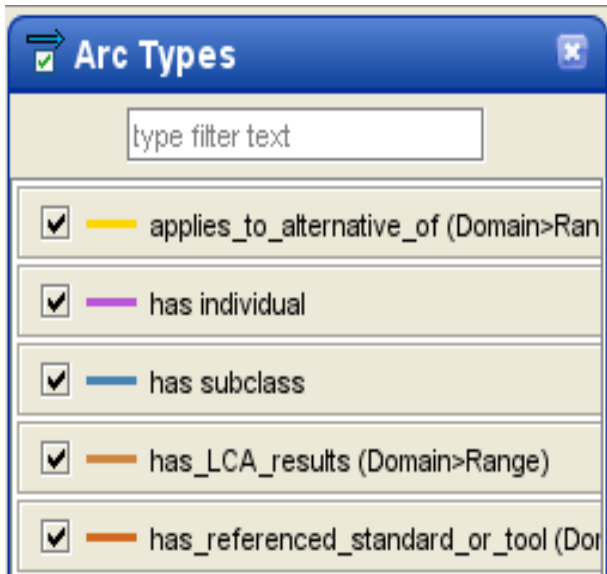 Arc Types
type filter text
applies_to_alternative_of (Domain>Ran
has individual
has subclass
has_LCA_results (Domain>Range)
has_referenced_standard_or_tool (Dor